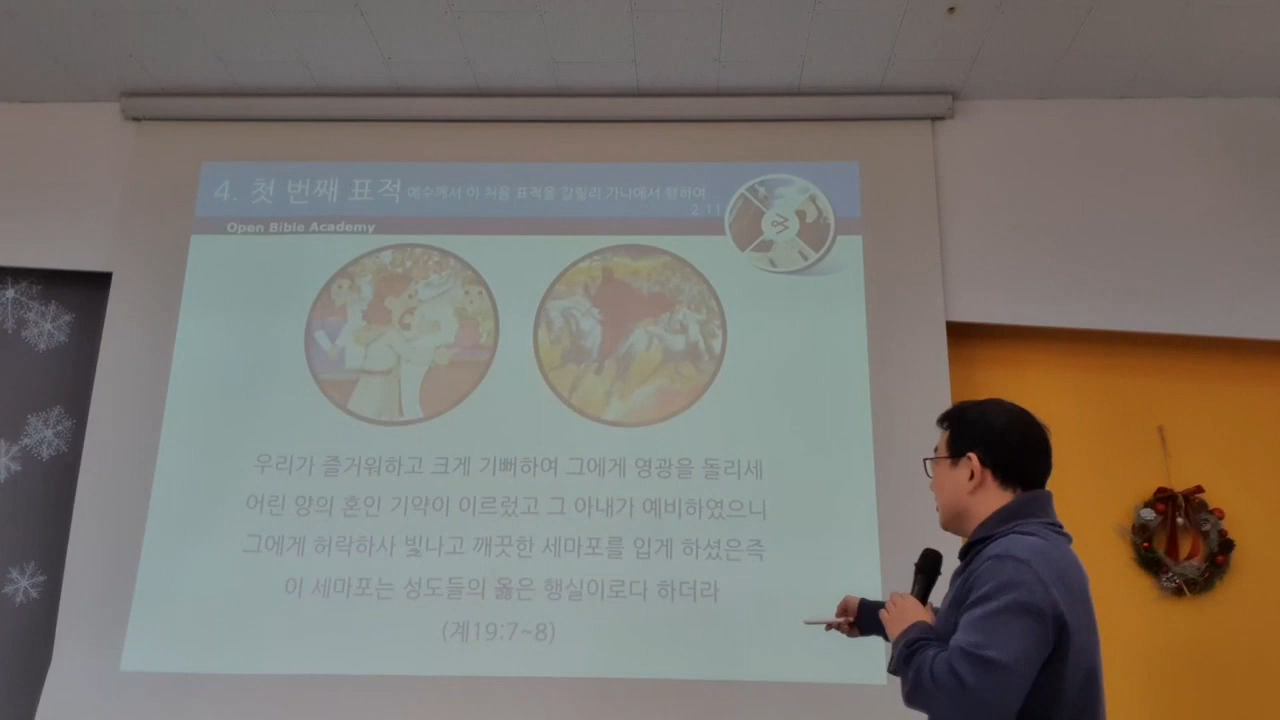 4. 첫 번째 표적 예수께서 이 처음 표적을 갈릴리 가나에서 행하여
2:11
Open Bible Academy
우리가 즐거워하고 크게 기뻐하여 그에게 영광을 돌리세
어린 양의 혼인 기약이 이르렀고 그 아내가 예비하였으니
그에게 허락하사 빛나고 깨끗한 세마포를 입게 하셨은즉
이 세마포는 성도들의 옳은 행실이로다 하더라
(계19:7~8)